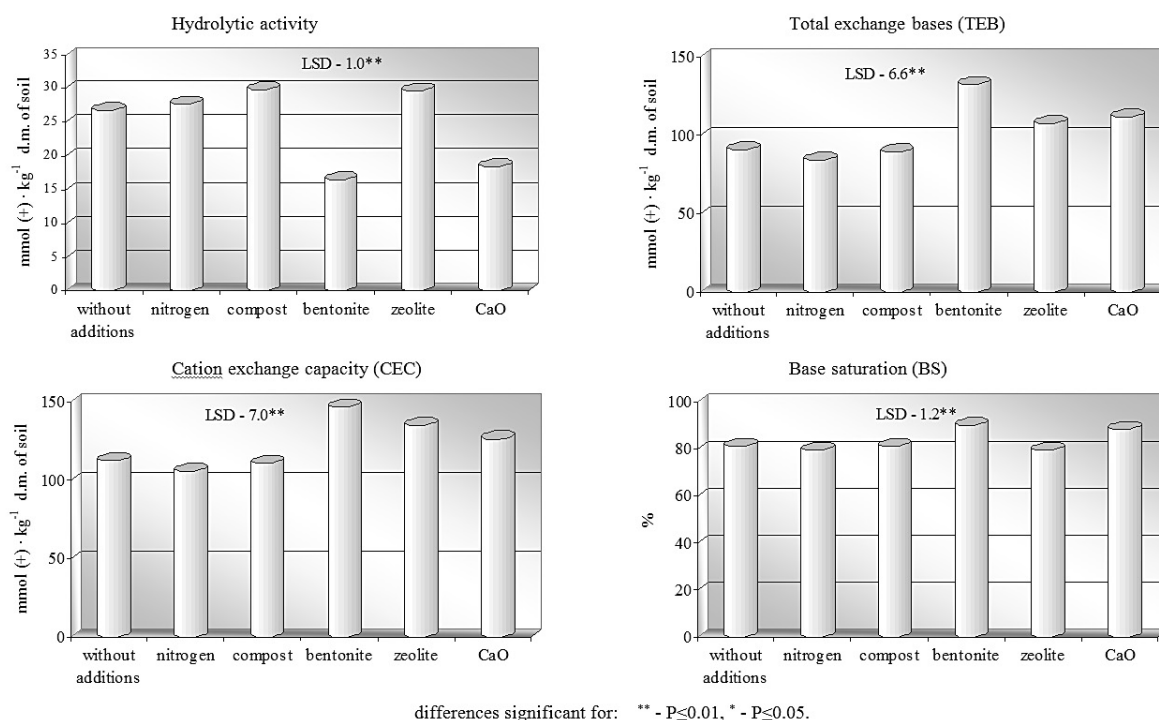 Hydrolytic activity
mmol (+) · kg⁻¹ d.m. of soil
35
30
25
20
15
10
5
0
LSD - 1.0**
without additions
nitrogen
compost
bentonite
zeolite
CaO
Total exchange bases (TEB)
mmol (+) · kg⁻¹ d.m. of soil
150
100
50
0
LSD - 6.6**
without additions
nitrogen
compost
bentonite
zeolite
CaO
Cation exchange capacity (CEC)
mmol (+) · kg⁻¹ d.m. of soil
150
100
50
0
LSD - 7.0**
without additions
nitrogen
compost
bentonite
zeolite
CaO
Base saturation (BS)
%
100
80
60
40
20
0
LSD - 1.2**
without additions
nitrogen
compost
bentonite
zeolite
CaO
differences significant for: ** - P≤0.01, * - P≤0.05.